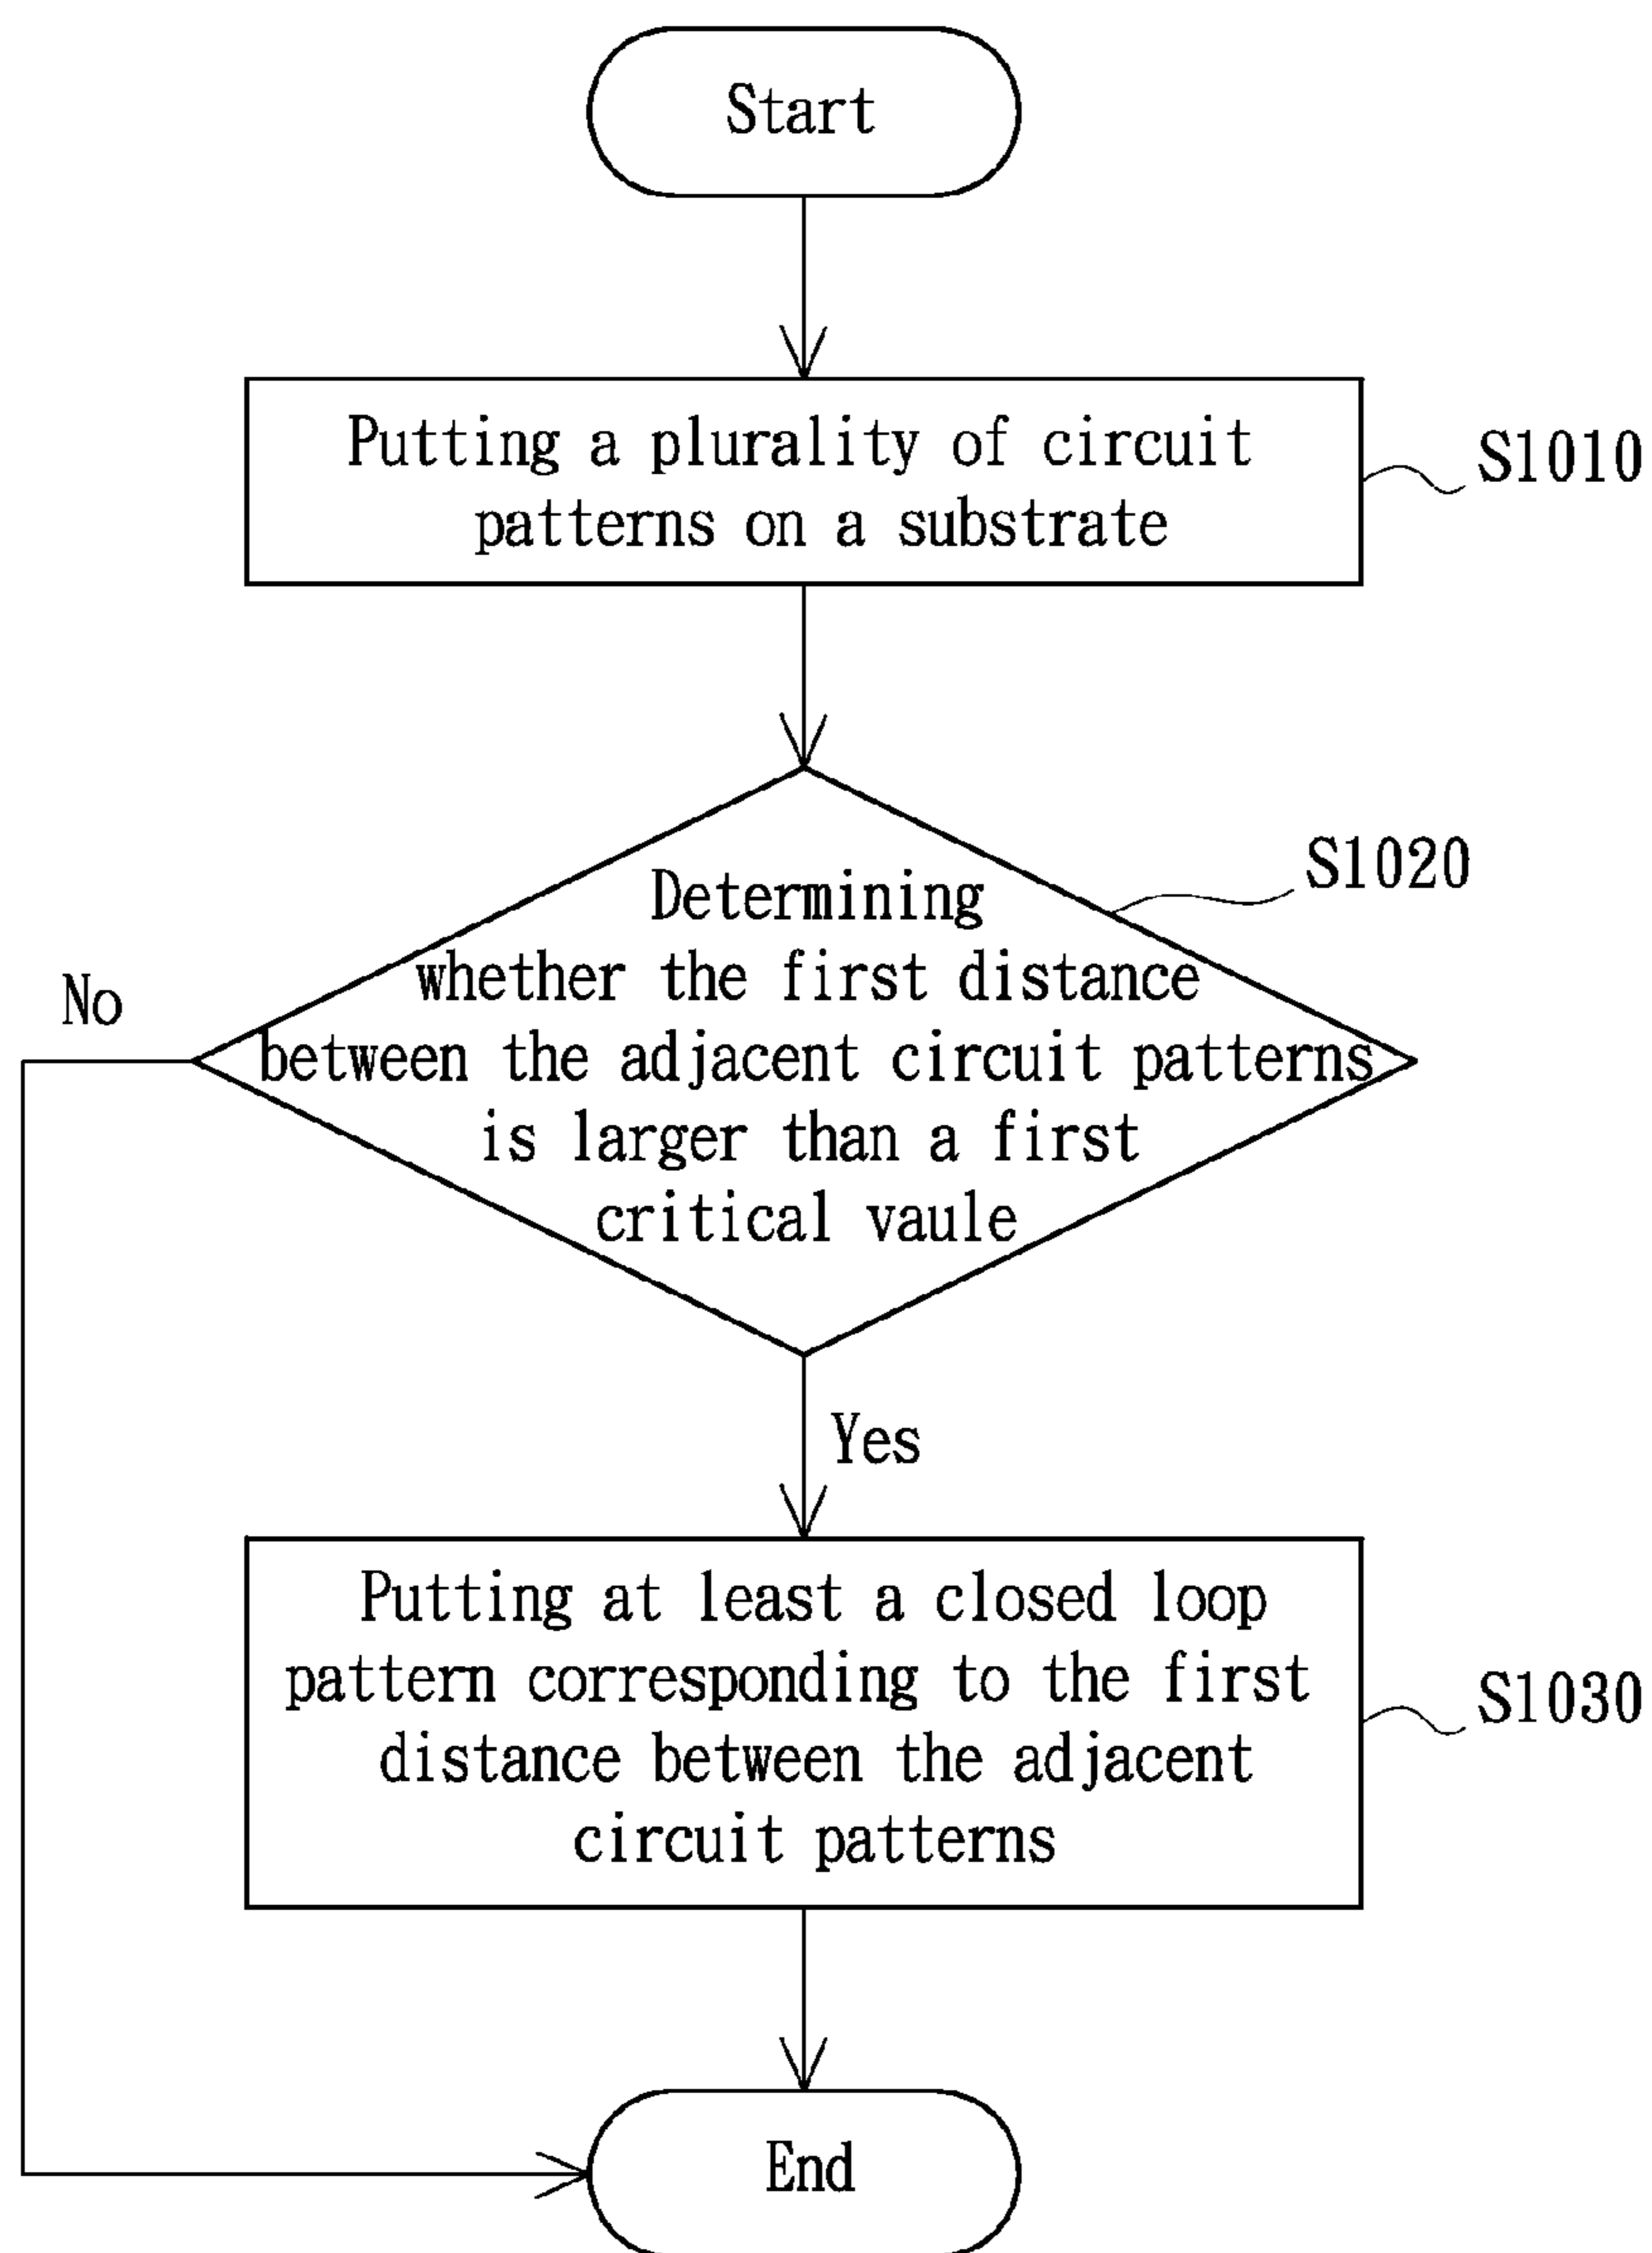 Start
Putting a plurality of circuit
patterns on a substrate
S1010
S1020
Determining
whether the first distance
between the adjacent circuit patterns
is larger than a first
critical vaule
No
Yes
Putting at least a closed loop
pattern corresponding to the first
distance between the adjacent
circuit patterns
S1030
End